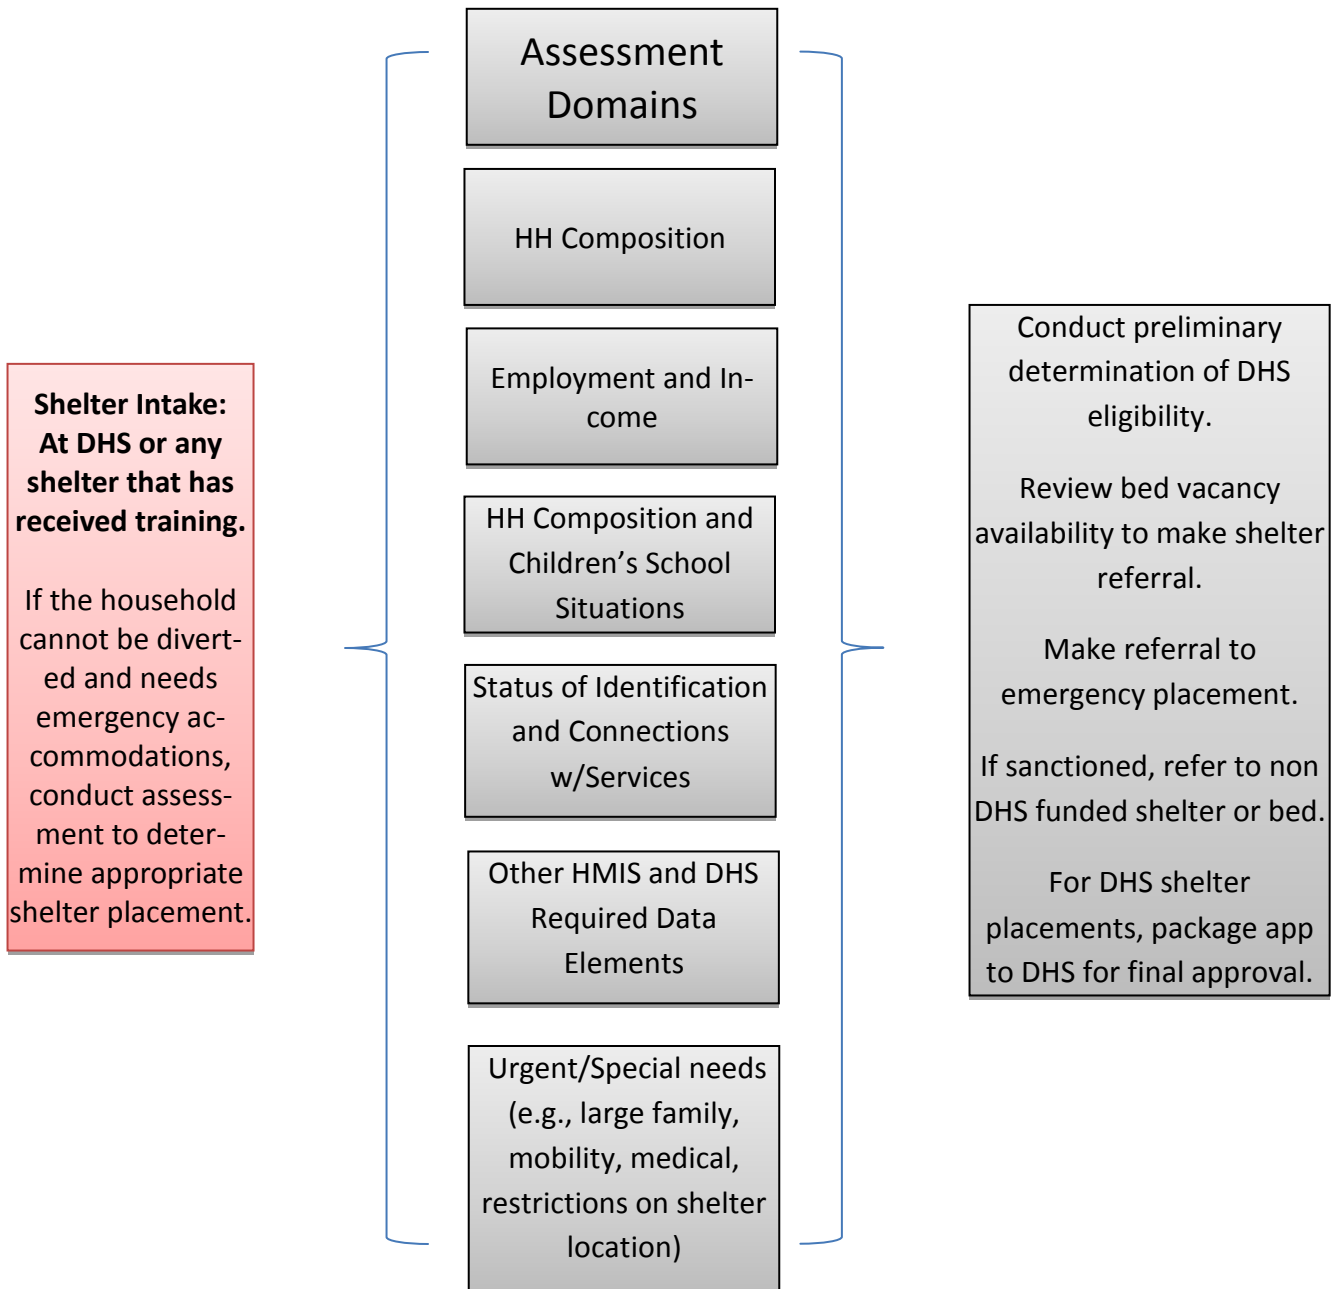 Shelter Intake:
At DHS or any
shelter that has
received training.
If the household
cannot be divert-
ed and needs
emergency ac-
commodations,
conduct assess-
ment to deter-
mine appropriate
shelter placement.
Assessment
Domains
HH Composition
Employment and In-
come
HH Composition and
Children’s School
Situations
Status of Identification
and Connections
w/Services
Other HMIS and DHS
Required Data
Elements
Urgent/Special needs
(e.g., large family,
mobility, medical,
restrictions on shelter
location)
Conduct preliminary
determination of DHS
eligibility.
Review bed vacancy
availability to make shelter
referral.
Make referral to
emergency placement.
If sanctioned, refer to non
DHS funded shelter or bed.
For DHS shelter
placements, package app
to DHS for final approval.